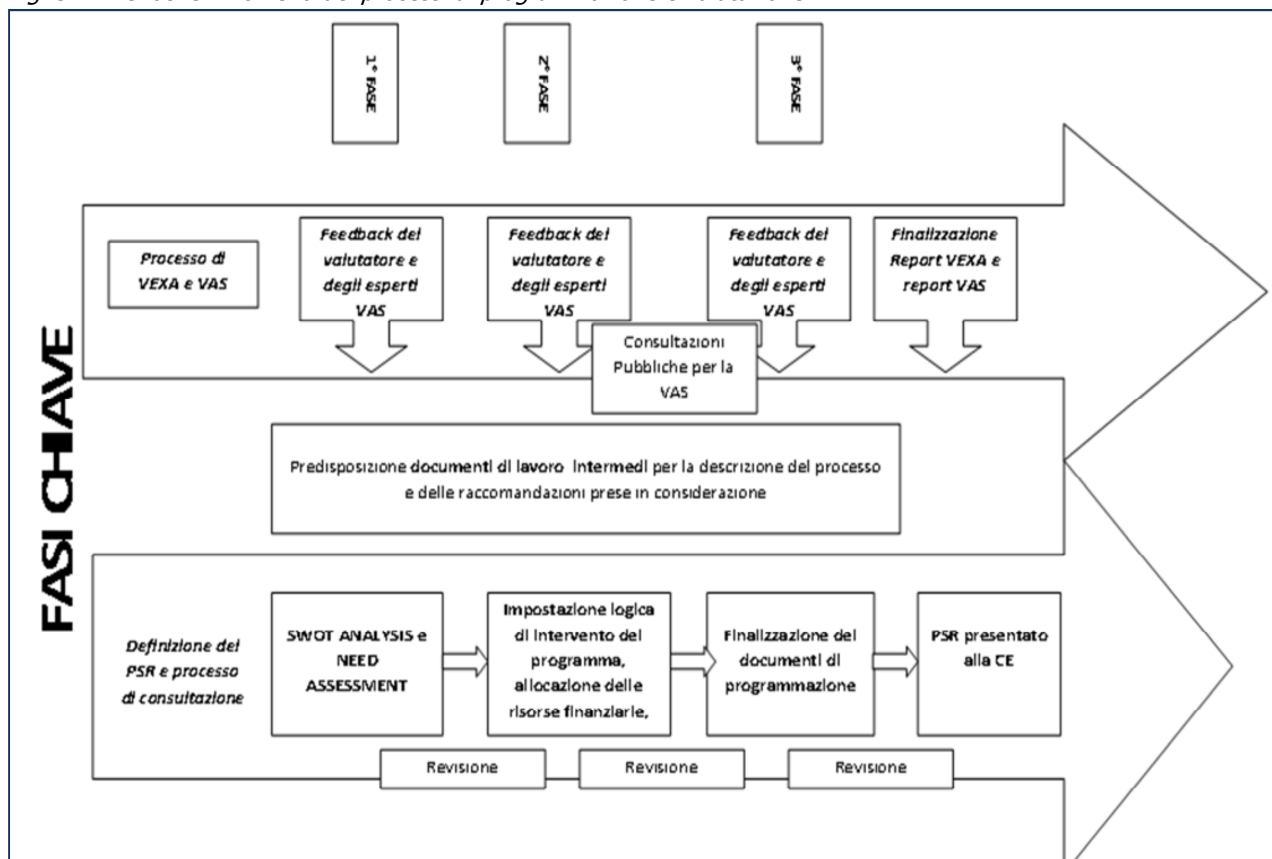 1° FASE
2° FASE
3° FASE
FASI CHIAVE
Processo di
VEXA e VAS
Feedback del
valutatore e
degli esperti
VAS
Feedback del
valutatore e
degli esperti
VAS
Feedback del
valutatore e
degli esperti
VAS
Finalizzazione
Report VEXA e
report VAS
Consultazioni
Pubbliche per la
VAS
Predisposizione documenti di lavoro intermedi per la descrizione del processo
e delle raccomandazioni prese in considerazione
Definizione del
PSR e processo
di consultazione
SWOT ANALYSIS e
NEED
ASSESSMENT
Impostazione logica
di intervento del
programma,
allocazione delle
risorse finanziarie,
Finalizzazione dei
documenti di
programmazione
PSR presentato
alla CE
Revisione
Revisione
Revisione